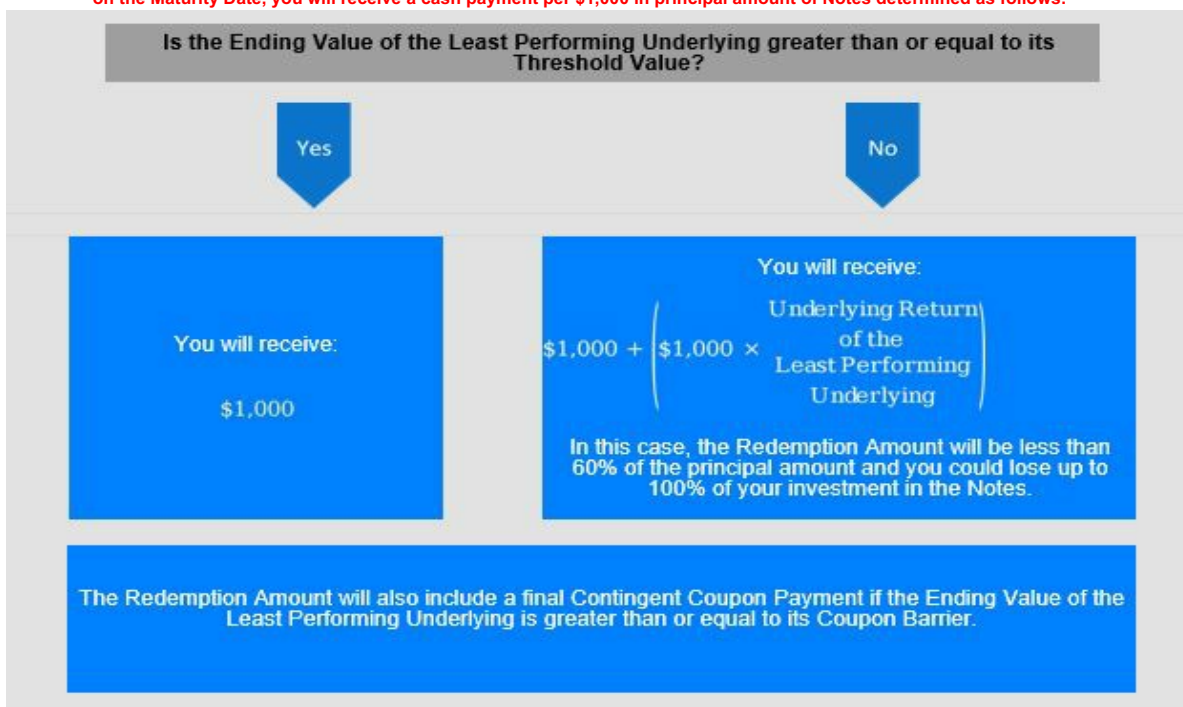 on the Maturity Date, you will receive a cash payment per $1,000 in principal amount of Notes determined as follows:
Is the Ending Value of the Least Performing Underlying greater than or equal to its
Threshold Value?
Yes
No
You will receive:
$1,000
You will receive:
$1,000 + ($1,000 × Underlying Return
of the
Least Performing
Underlying)
In this case, the Redemption Amount will be less than
60% of the principal amount and you could lose up to
100% of your investment in the Notes.
The Redemption Amount will also include a final Contingent Coupon Payment if the Ending Value of the
Least Performing Underlying is greater than or equal to its Coupon Barrier.